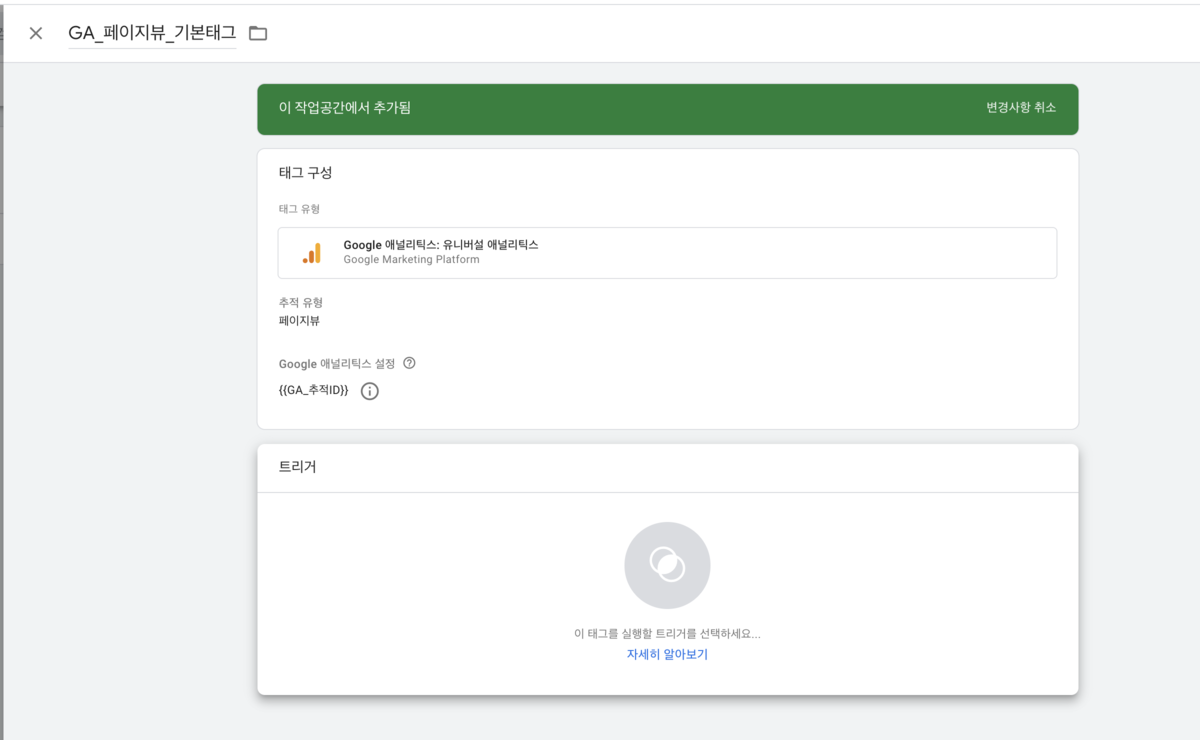 GA_페이지뷰_기본태그
이 작업공간에서 추가됨
변경사항 취소
태그 구성
태그 유형
Google 애널리틱스: 유니버설 애널리틱스
Google Marketing Platform
추적 유형
페이지뷰
Google 애널리틱스 설정
{{GA_추적ID}}
트리거
이 태그를 실행할 트리거를 선택하세요...
자세히 알아보기